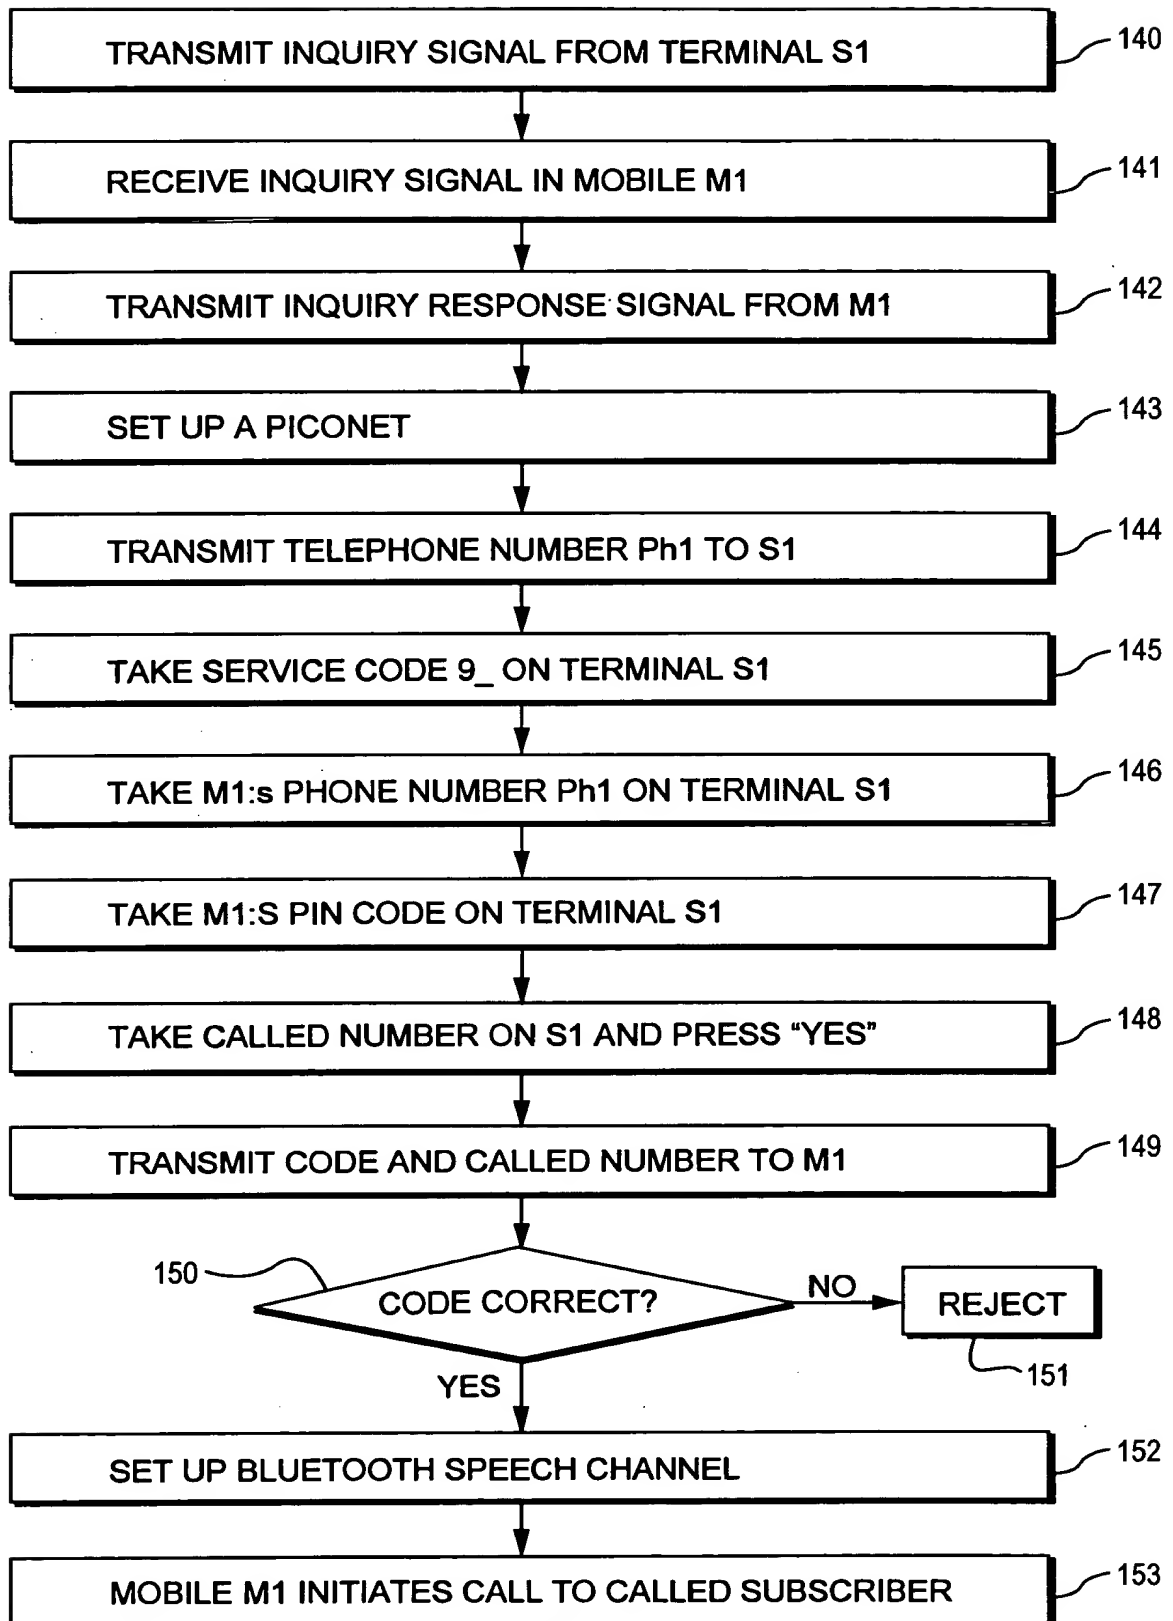 TRANSMIT INQUIRY SIGNAL FROM TERMINAL S1
140
RECEIVE INQUIRY SIGNAL IN MOBILE M1
141
TRANSMIT INQUIRY RESPONSE SIGNAL FROM M1
142
SET UP A PICONET
143
TRANSMIT TELEPHONE NUMBER Ph1 TO S1
144
TAKE SERVICE CODE 9_ ON TERMINAL S1
145
TAKE M1:s PHONE NUMBER Ph1 ON TERMINAL S1
146
TAKE M1:S PIN CODE ON TERMINAL S1
147
TAKE CALLED NUMBER ON S1 AND PRESS “YES”
148
TRANSMIT CODE AND CALLED NUMBER TO M1
149
150
CODE CORRECT?
NO
REJECT
151
YES
SET UP BLUETOOTH SPEECH CHANNEL
152
MOBILE M1 INITIATES CALL TO CALLED SUBSCRIBER
153